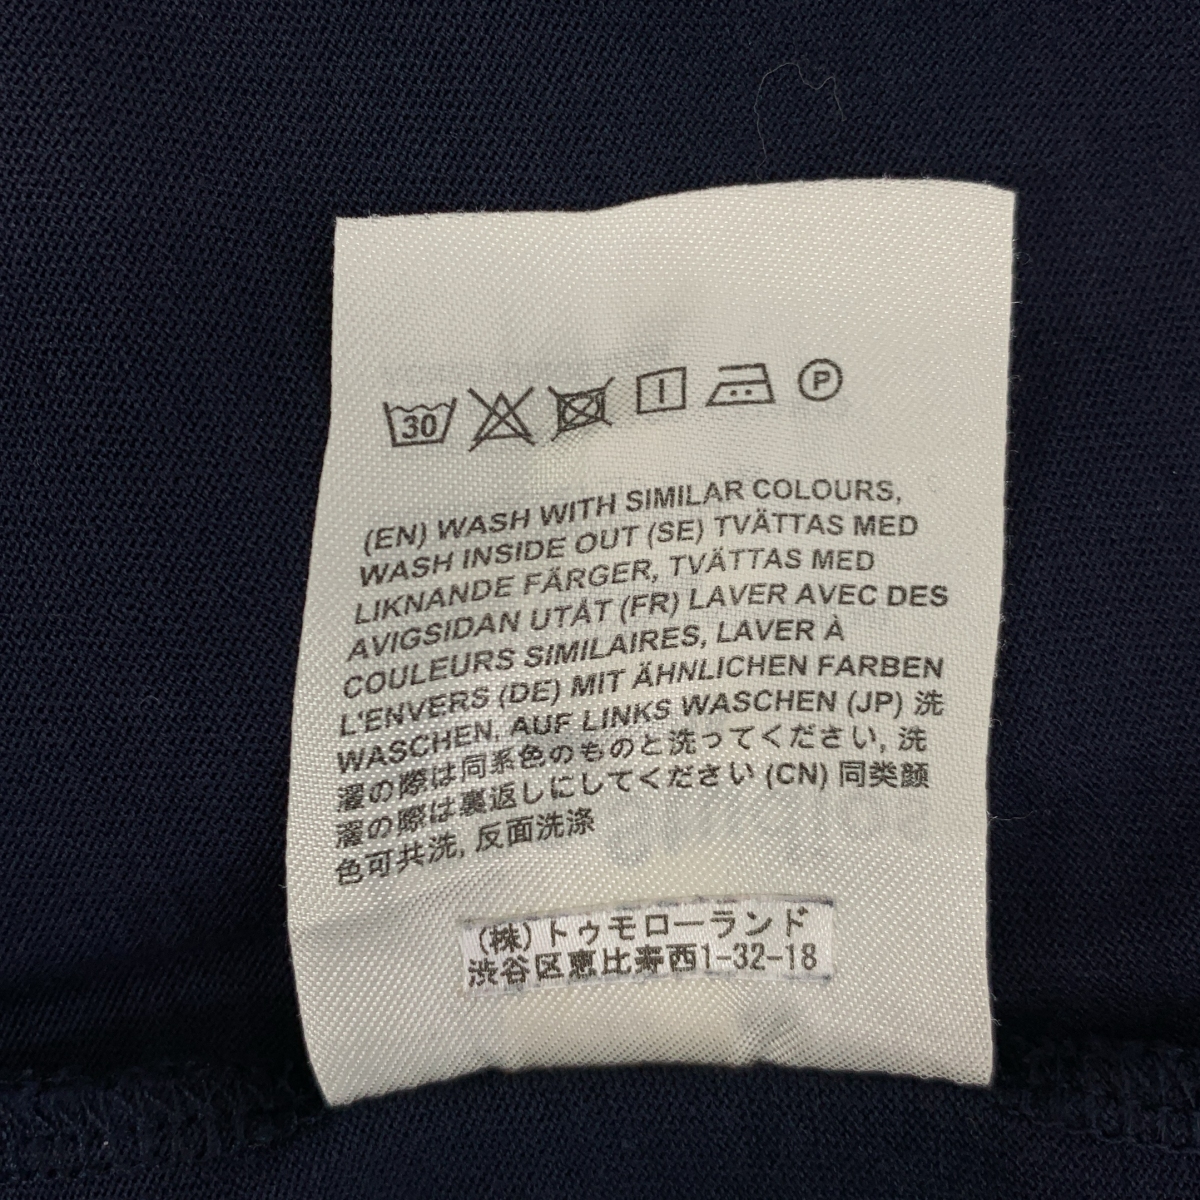 30
P
(EN) WASH WITH SIMILAR COLOURS,
WASH INSIDE OUT (SE) TVÄTTAS MED
LIKNANDE FÄRGER, TVÄTTAS MED
AVIGSIDAN UTÅT (FR) LAVER AVEC DES
COULEURS SIMILAIRES, LAVER À
L'ENVERS (DE) MIT ÄHNLICHEN FARBEN
WASCHEN, AUF LINKS WASCHEN (JP) 洗
濯の際は同系色のものと洗ってください, 洗
濯の際は裏返しにしてください (CN) 同类颜
色可共洗, 反面洗涤
(株)トゥモローランド
渋谷区恵比寿西1-32-18